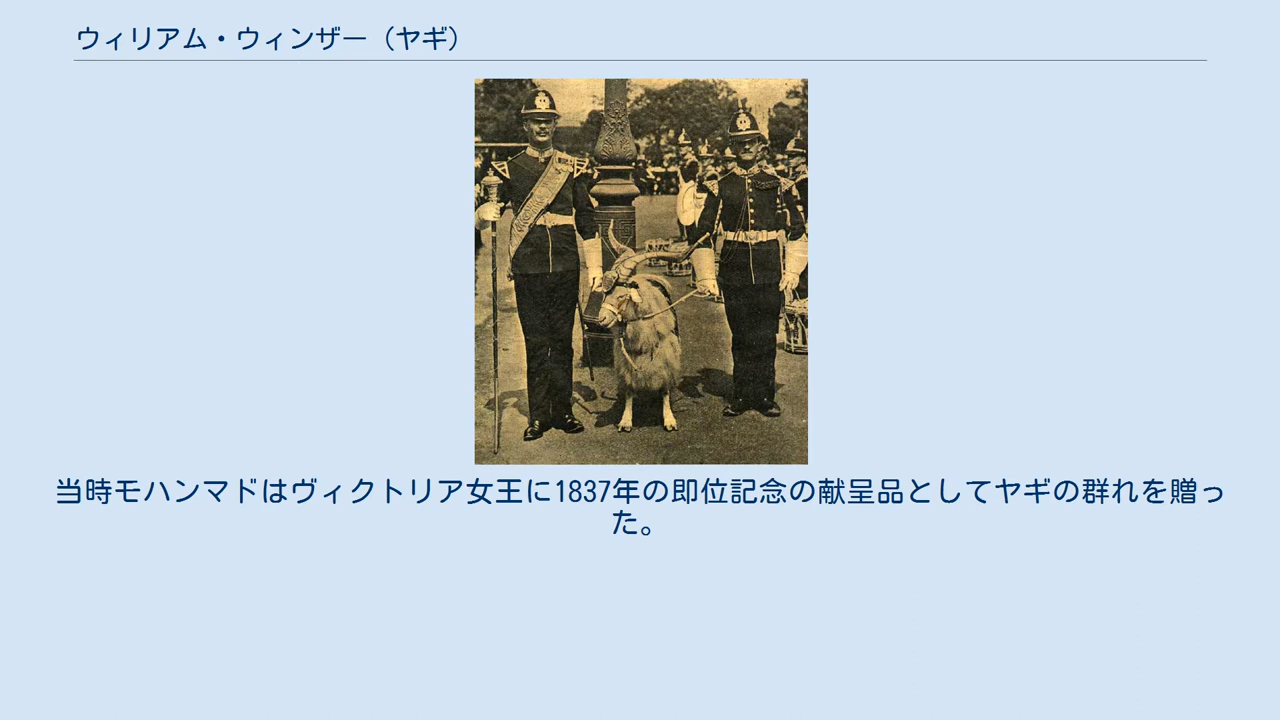 ウィリアム・ウィンザー（ヤギ）
当時モハンマドはヴィクトリア女王に1837年の即位記念の献呈品としてヤギの群れを贈っ
た。